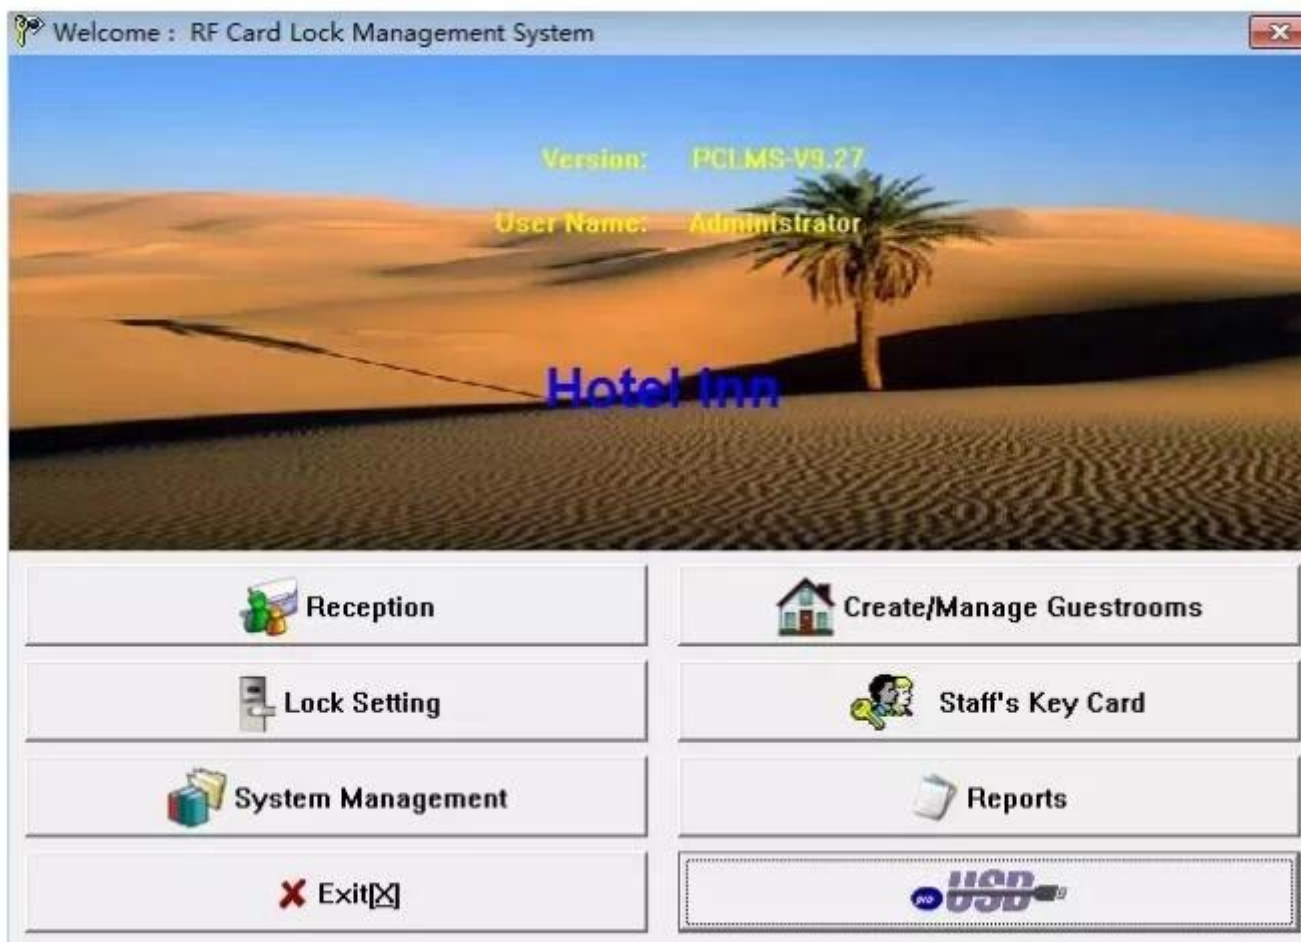 Welcome : RF Card Lock Management System
Version: PCLMS-V9.27
User Name: Administrator
Hotel Inn
Reception
Create/Manage Guestrooms
Lock Setting
Staff's Key Card
System Management
Reports
Exit[X]
pro USB